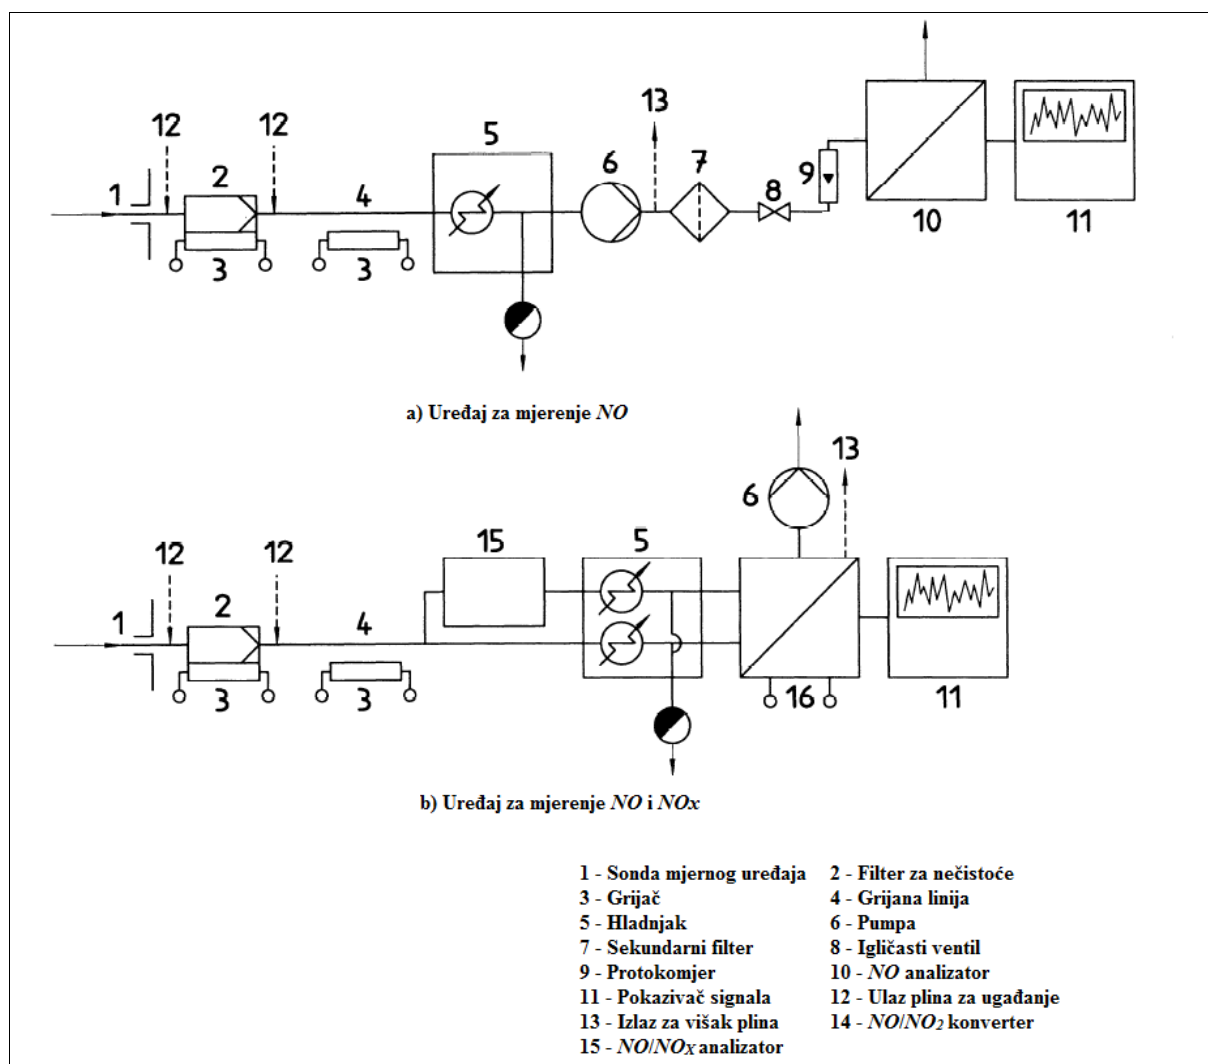 13
12
12
5
6
7
1
2
4
8
9
3
3
10
11
a) Uređaj za mjerenje NO
13
6
12
12
15
5
1
2
4
3
3
16
11
b) Uređaj za mjerenje NO i NOx
1 - Sonda mjernog uređaja 2 - Filter za nečistoće
3 - Grijač 4 - Grijana linija
5 - Hladnjak 6 - Pumpa
7 - Sekundarni filter 8 - Igličasti ventil
9 - Protokomjer 10 - NO analizator
11 - Pokazivač signala 12 - Ulaz plina za ugađanje
13 - Izlaz za višak plina 14 - NO/NO2 konverter
15 - NO/NOX analizator